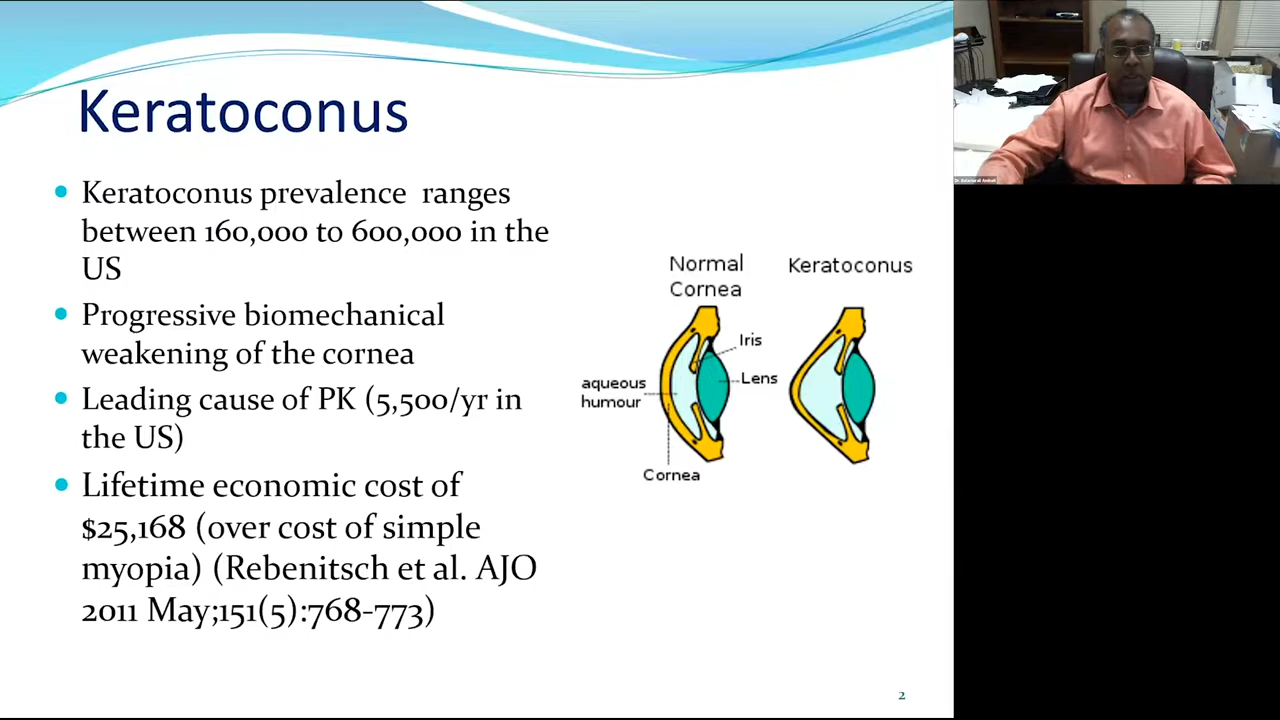 Keratoconus
Keratoconus prevalence ranges
between 160,000 to 600,000 in the
US
Progressive biomechanical
weakening of the cornea
Leading cause of PK (5,500/yr in
the US)
Lifetime economic cost of
$25,168 (over cost of simple
myopia) (Rebenitsch et al. AJO
2011 May;151(5):768-773)
Normal
Cornea
Keratoconus
Iris
Lens
aqueous
humour
Cornea
2